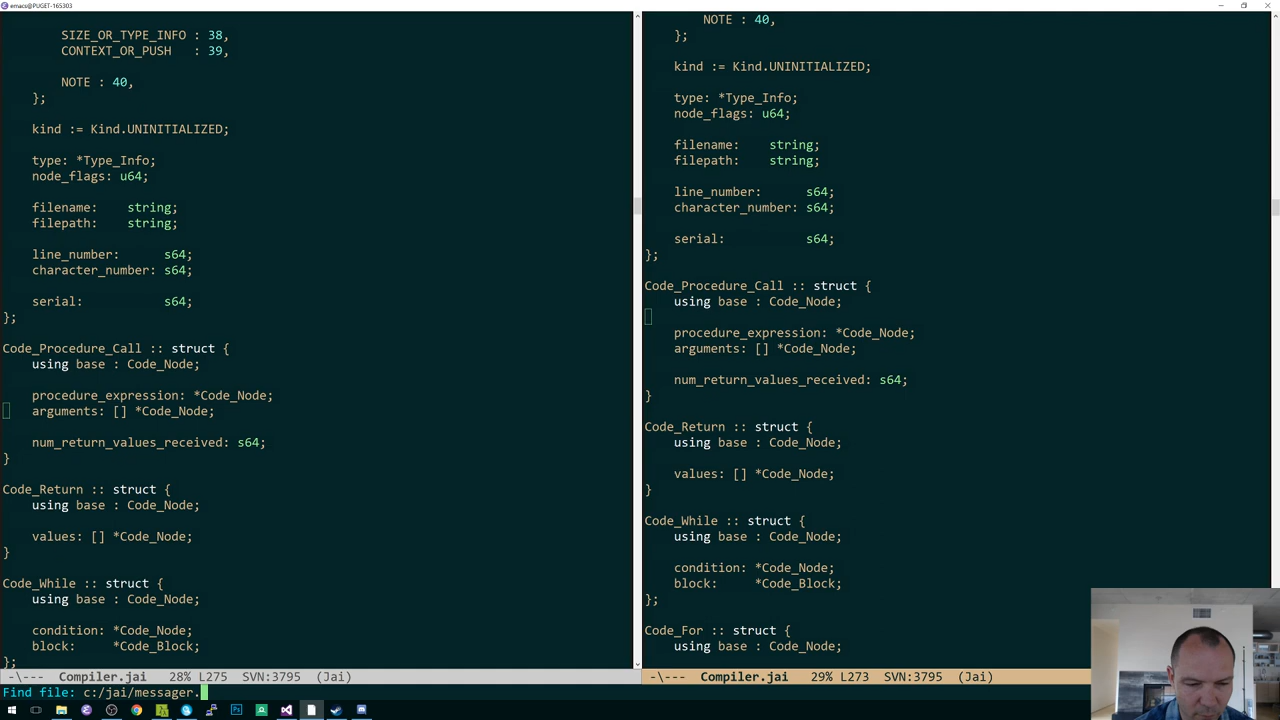 emacs@PUGET-165303
SIZE_OR_TYPE_INFO : 38,
CONTEXT_OR_PUSH   : 39,
NOTE : 40,
};
kind := Kind.UNINITIALIZED;
type: *Type_Info;
node_flags: u64;
filename:    string;
filepath:    string;
line_number:      s64;
character_number: s64;
serial:           s64;
};
Code_Procedure_Call :: struct {
using base : Code_Node;
procedure_expression: *Code_Node;
arguments: [] *Code_Node;
num_return_values_received: s64;
}
Code_Return :: struct {
using base : Code_Node;
values: [] *Code_Node;
}
Code_While :: struct {
using base : Code_Node;
condition: *Code_Node;
block:     *Code_Block;
};
-\---  Compiler.jai   28% L275   SVN:3795  (Jai)
NOTE : 40,
};
kind := Kind.UNINITIALIZED;
type: *Type_Info;
node_flags: u64;
filename:    string;
filepath:    string;
line_number:      s64;
character_number: s64;
serial:           s64;
};
Code_Procedure_Call :: struct {
using base : Code_Node;
procedure_expression: *Code_Node;
arguments: [] *Code_Node;
num_return_values_received: s64;
}
Code_Return :: struct {
using base : Code_Node;
values: [] *Code_Node;
}
Code_While :: struct {
using base : Code_Node;
condition: *Code_Node;
block:     *Code_Block;
};
Code_For :: struct {
using base : Code_Node;
-\---  Compiler.jai   29% L273   SVN:3795  (Jai)
Find file: c:/jai/messager.